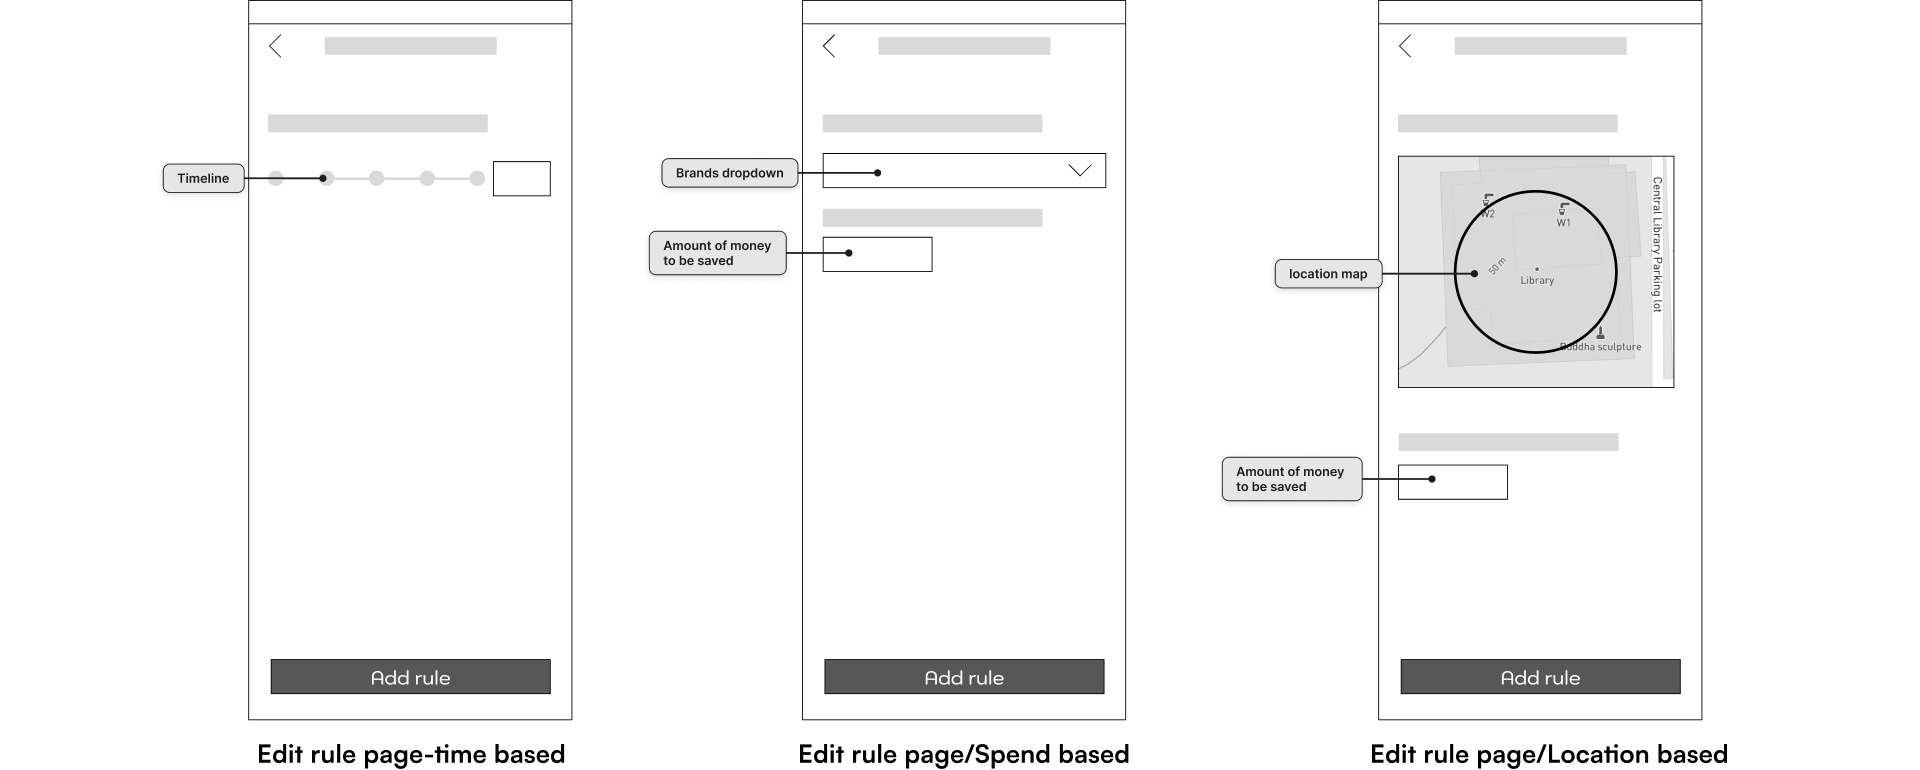 Timeline
Add rule
Edit rule page-time based
Brands dropdown
Amount of money
to be saved
Add rule
Edit rule page/Spend based
W2
W1
50 m
Library
Buddha sculpture
Central Library Parking lot
location map
Amount of money
to be saved
Add rule
Edit rule page/Location based